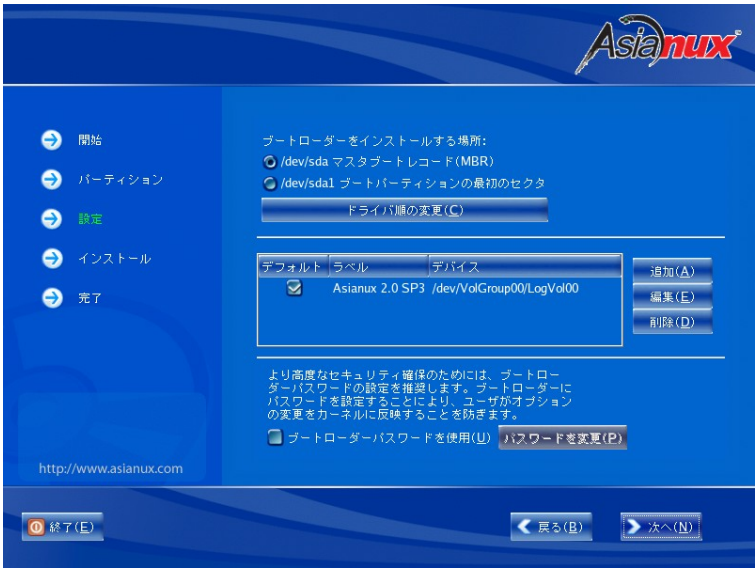 Asianux
開始
パーティション
設定
インストール
完了
http://www.asianux.com
ブートローダーをインストールする場所:
/dev/sda マスタブートレコード(MBR)
/dev/sda1 ブートパーティションの最初のセクタ
ドライバ順の変更(C)
デフォルト ラベル デバイス
Asianux 2.0 SP3 /dev/VolGroup00/LogVol00
追加(A)
編集(E)
削除(D)
より高度なセキュリティ確保のためには、ブートロー
ダーパスワードの設定を推奨します。ブートローダーに
パスワードを設定することにより、ユーザがオプション
の変更をカーネルに反映することを防ぎます。
ブートローダーパスワードを使用(U) パスワードを変更(P)
終了(E)
戻る(B)
次へ(N)